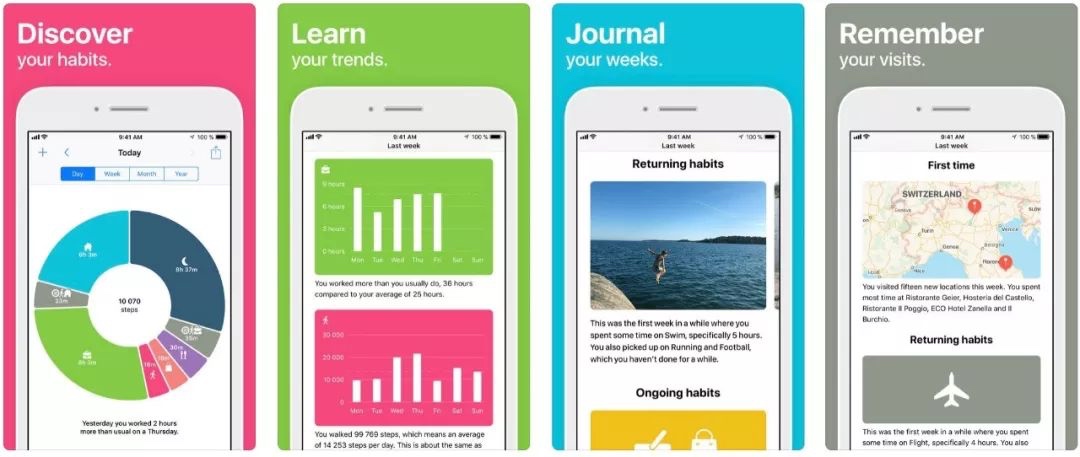 Discover
your habits.
9:41 AM
100 %
Today
Day Week Month Year
8h 3m
8h 37m
33m
10 070
steps
35m
30m
8h 3m
18m
Yesterday you worked 2 hours
more than usual on a Thursday.
Learn
your trends.
9:41 AM
100 %
Last week
9 hours
6 hours
3 hours
0 hours
Mon Tue Wed Thu Fri Sat Sun
You worked more than you usually do, 36 hours
compared to your average of 25 hours.
30 000
20 000
10 000
0
Mon Tue Wed Thu Fri Sat Sun
You walked 99 769 steps, which means an average
of 14 253 steps per day. This is about the same as
Journal
your weeks.
9:41 AM
100 %
Last week
Returning habits
This was the first week in a while where you
spent some time on Swim, specifically 5 hours.
You also picked up on Running and Football,
which you haven't done for a while.
Ongoing habits
Remember
your visits.
9:41 AM
100 %
Last week
First time
SWITZERLAND
Geneva
Turin
Venice
Genoa
Bologna
Nice
You visited fifteen new locations this week. You spent
most time at Ristorante Geier, Hosteria del Castello,
Ristorante Il Poggio, ECO Hotel Zanella and Il
Burchio.
Returning habits
This was the first week in a while where you spent
some time on Flight, specifically 4 hours. You also